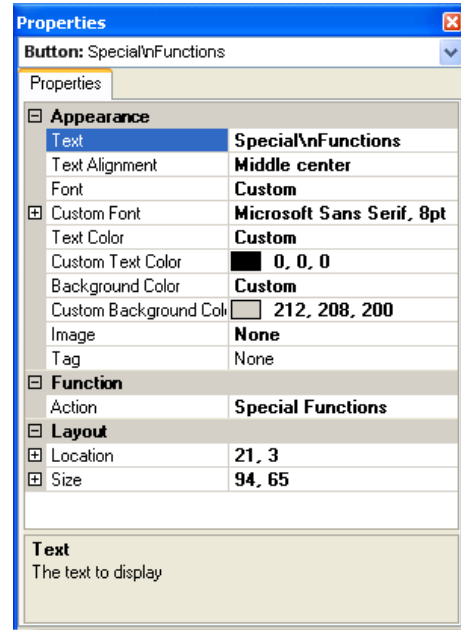 Properties
Button: Special\nFunctions
Properties
Appearance
Text Special\nFunctions
Text Alignment Middle center
Font Custom
Custom Font Microsoft Sans Serif, 8pt
Text Color Custom
Custom Text Color 0, 0, 0
Background Color Custom
Custom Background Col 212, 208, 200
Image None
Tag None
Function
Action Special Functions
Layout
Location 21, 3
Size 94, 65
Text
The text to display